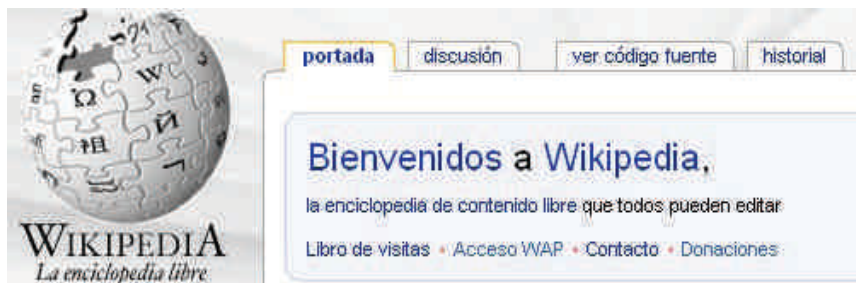 portada discusión ver código fuente historial
Bienvenidos a Wikipedia,
la enciclopedia de contenido libre que todos pueden editar
Libro de visitas • Acceso WAP • Contacto • Donaciones
Ω W И 祖
WIKIPEDIA
La enciclopedia libre